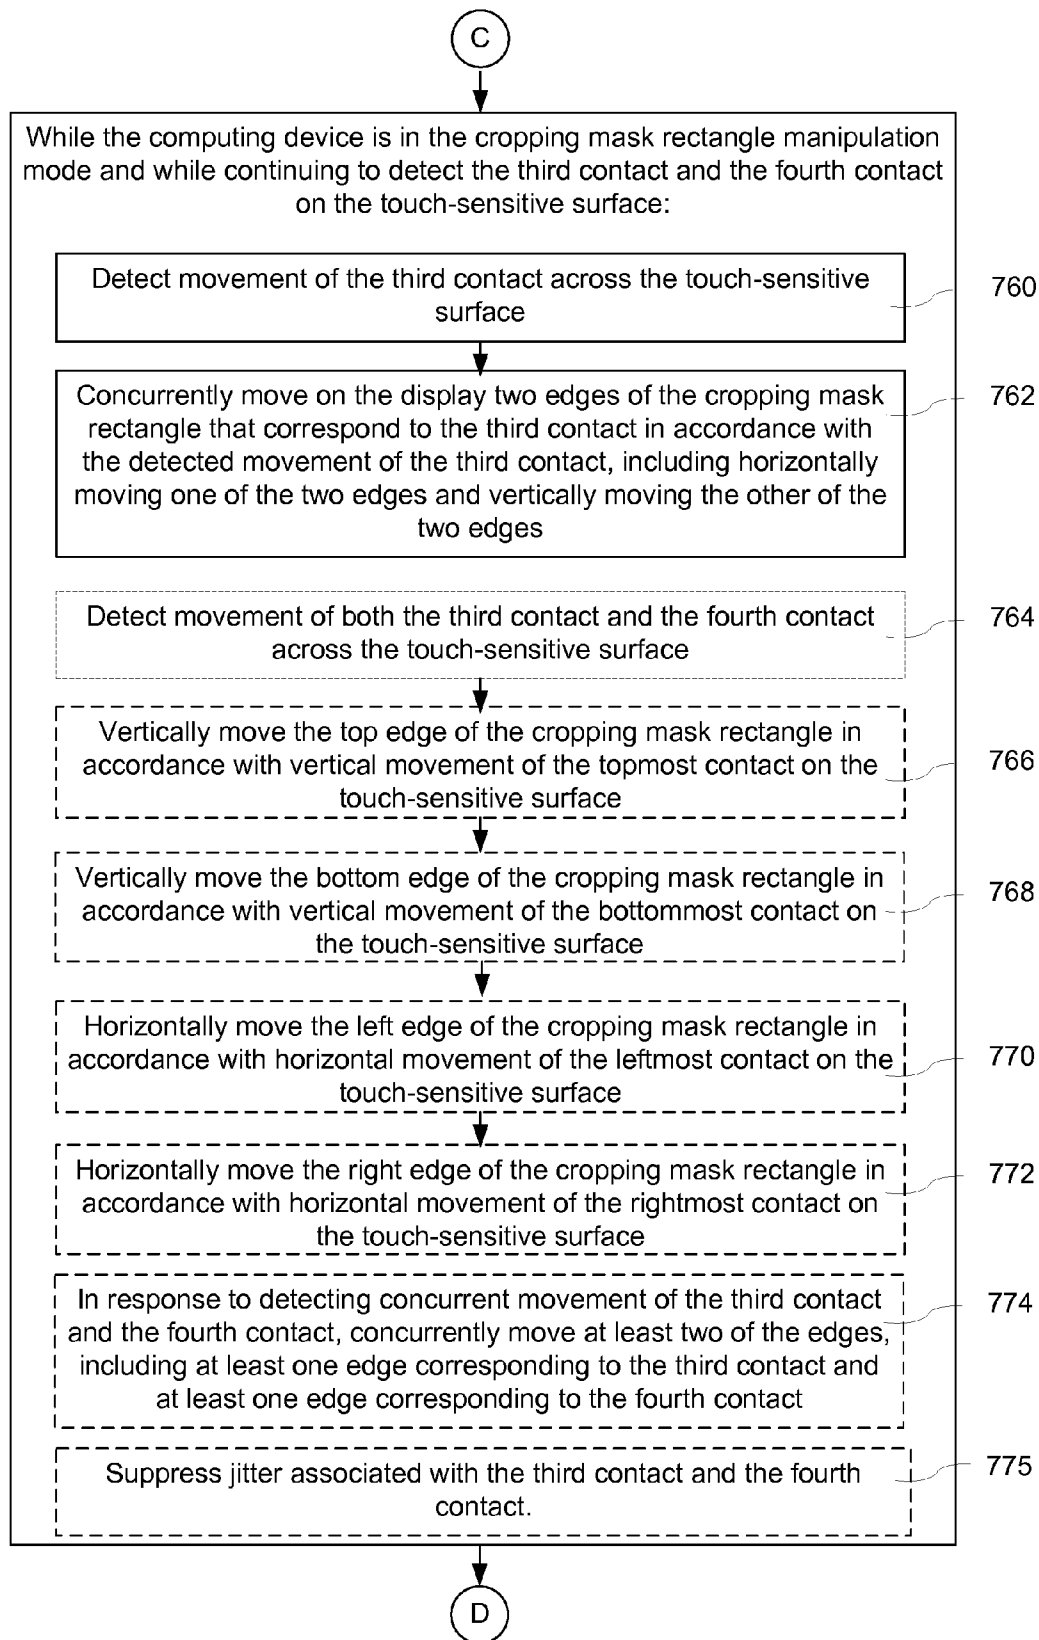 C
While the computing device is in the cropping mask rectangle manipulation
mode and while continuing to detect the third contact and the fourth contact
on the touch-sensitive surface:
Detect movement of the third contact across the touch-sensitive
surface
760
Concurrently move on the display two edges of the cropping mask
rectangle that correspond to the third contact in accordance with
the detected movement of the third contact, including horizontally
moving one of the two edges and vertically moving the other of the
two edges
762
Detect movement of both the third contact and the fourth contact
across the touch-sensitive surface
764
Vertically move the top edge of the cropping mask rectangle in
accordance with vertical movement of the topmost contact on the
touch-sensitive surface
766
Vertically move the bottom edge of the cropping mask rectangle in
accordance with vertical movement of the bottommost contact on
the touch-sensitive surface
768
Horizontally move the left edge of the cropping mask rectangle in
accordance with horizontal movement of the leftmost contact on the
touch-sensitive surface
770
Horizontally move the right edge of the cropping mask rectangle in
accordance with horizontal movement of the rightmost contact on
the touch-sensitive surface
772
In response to detecting concurrent movement of the third contact
and the fourth contact, concurrently move at least two of the edges,
including at least one edge corresponding to the third contact and
at least one edge corresponding to the fourth contact
774
Suppress jitter associated with the third contact and the fourth
contact.
775
D